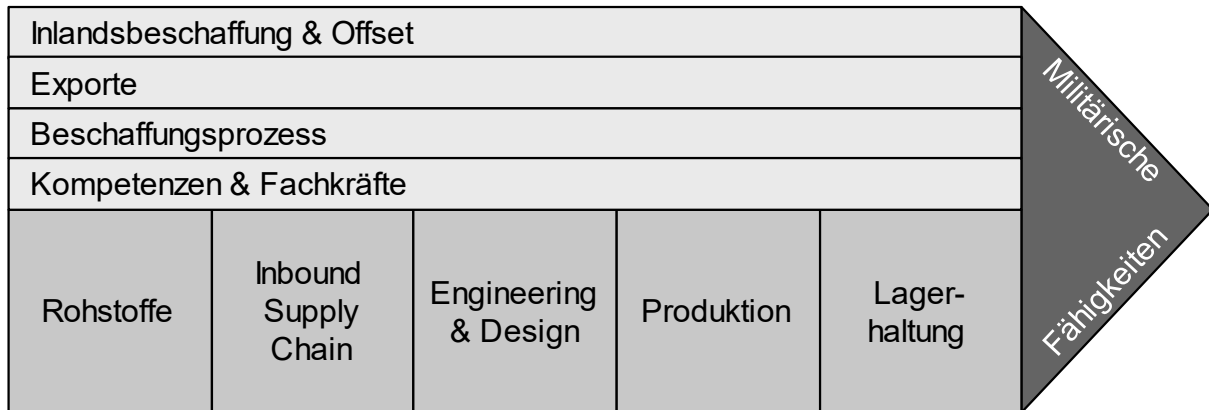 Inlandsbeschaffung & Offset
Exporte
Beschaffungsprozess
Kompetenzen & Fachkräfte
Rohstoffe
Inbound
Supply
Chain
Engineering
& Design
Produktion
Lager-
haltung
Militärische
Fähigkeiten